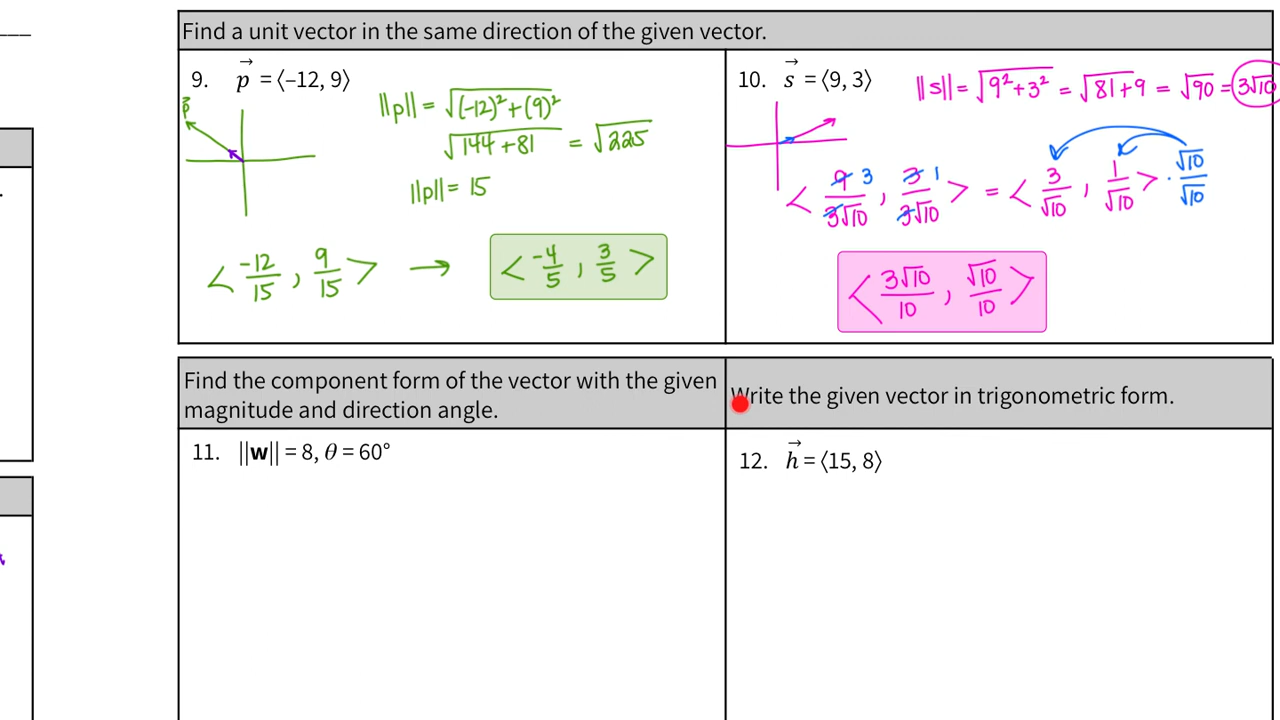 Find a unit vector in the same direction of the given vector.
9. →p = ⟨–12, 9⟩
||p|| = √(-12)² + (9)²
√144 + 81 = √225
||p|| = 15
p⃗
< -12/15 , 9/15 > → < -4/5 , 3/5 >
10. →s = ⟨9, 3⟩
||s|| = √9² + 3² = √81 + 9 = √90 = 3√10
< 9/3√10 3 , 3/3√10 1 > = < 3/√10 , 1/√10 > · √10/√10
< 3√10/10 , √10/10 >
Find the component form of the vector with the given
magnitude and direction angle.
11. ||w|| = 8, θ = 60°
Write the given vector in trigonometric form.
12. →h = ⟨15, 8⟩